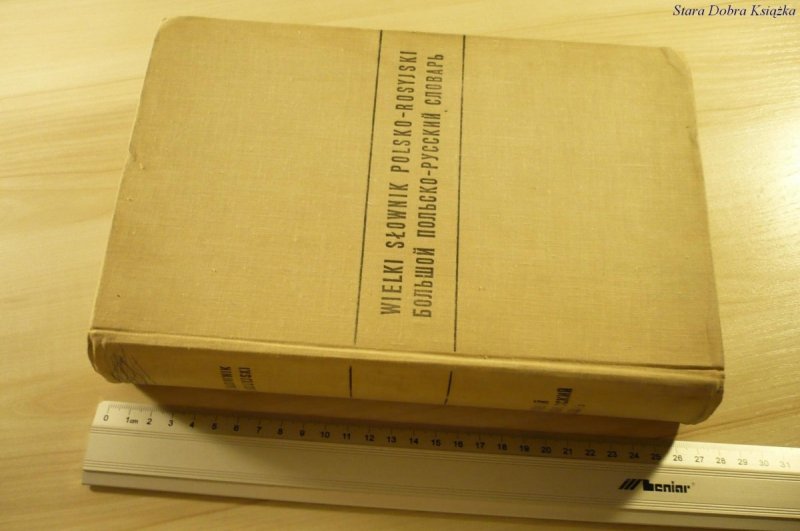 Stara Dobra Książka
WIELKI SŁOWNIK POLSKO-ROSYJSKI
БОЛЬШОЙ ПОЛЬСКО-РУССКИЙ СЛОВАРЬ
0 1cm 2 3 4 5 6 7 8 9 10 11 12 13 14 15 16 17 18 19 20 21 22 23 24 25 26 27 28 29 30 31
Leniar